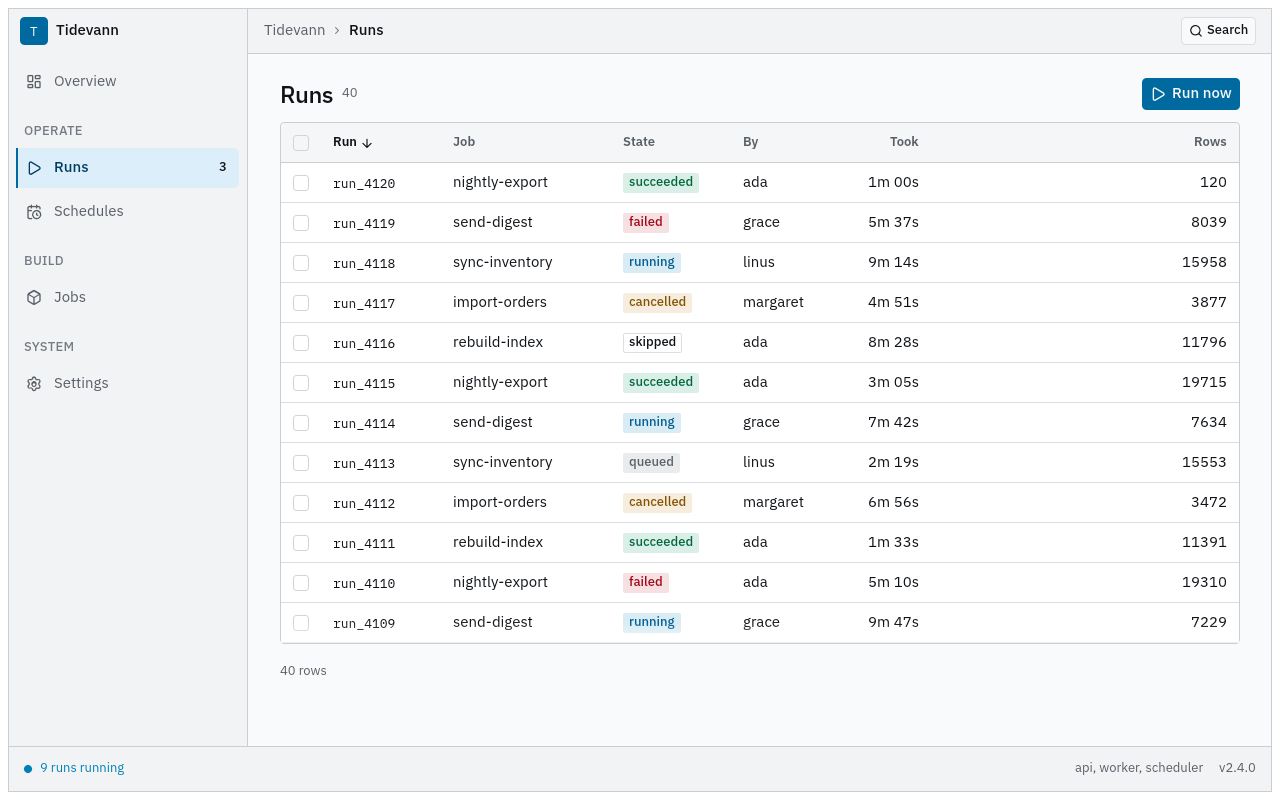 T Tidevann
Tidevann › Runs
Search
Overview
OPERATE
Runs 3
Schedules
BUILD
Jobs
SYSTEM
Settings
Runs 40
Run now
Run ↓ Job State By Took Rows
run_4120 nightly-export succeeded ada 1m 00s 120
run_4119 send-digest failed grace 5m 37s 8039
run_4118 sync-inventory running linus 9m 14s 15958
run_4117 import-orders cancelled margaret 4m 51s 3877
run_4116 rebuild-index skipped ada 8m 28s 11796
run_4115 nightly-export succeeded ada 3m 05s 19715
run_4114 send-digest running grace 7m 42s 7634
run_4113 sync-inventory queued linus 2m 19s 15553
run_4112 import-orders cancelled margaret 6m 56s 3472
run_4111 rebuild-index succeeded ada 1m 33s 11391
run_4110 nightly-export failed ada 5m 10s 19310
run_4109 send-digest running grace 9m 47s 7229
40 rows
9 runs running
api, worker, scheduler v2.4.0